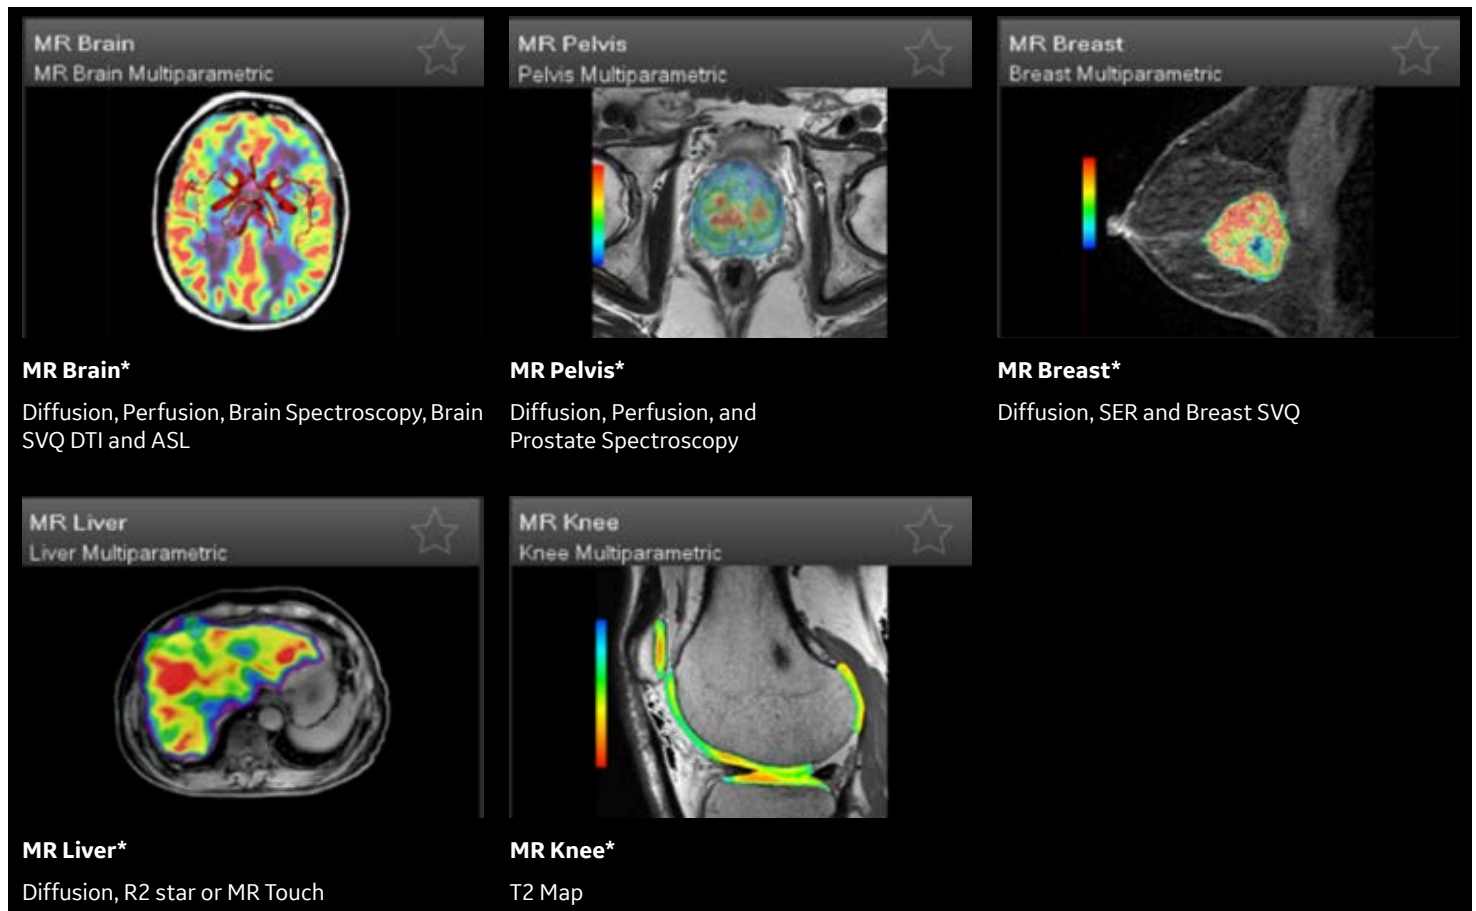 MR Brain
MR Brain Multiparametric
MR Pelvis
Pelvis Multiparametric
MR Breast
Breast Multiparametric
MR Brain*
Diffusion, Perfusion, Brain Spectroscopy, Brain
SVQ DTI and ASL
MR Pelvis*
Diffusion, Perfusion, and
Prostate Spectroscopy
MR Breast*
Diffusion, SER and Breast SVQ
MR Liver
Liver Multiparametric
MR Knee
Knee Multiparametric
MR Liver*
Diffusion, R2 star or MR Touch
MR Knee*
T2 Map